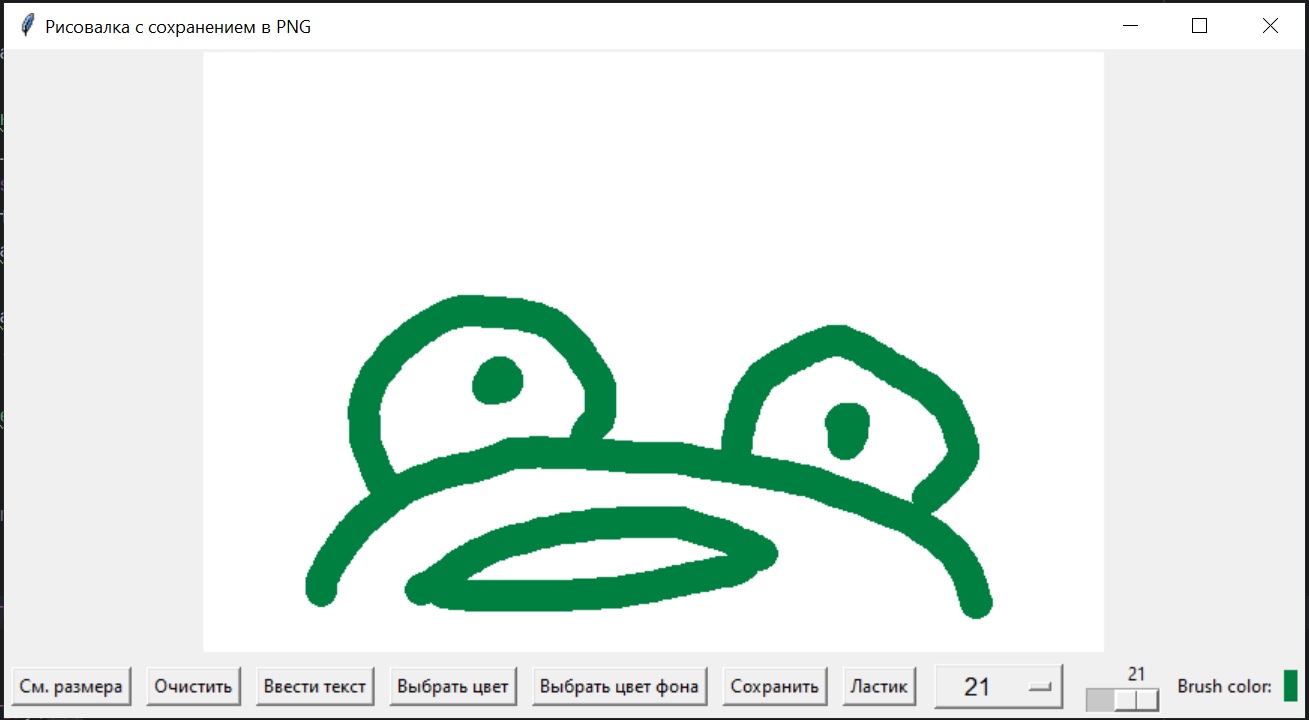 Рисовалка с сохранением в PNG
21
См. размера Очистить Ввести текст Выбрать цвет Выбрать цвет фона Сохранить Ластик 21 Brush color: